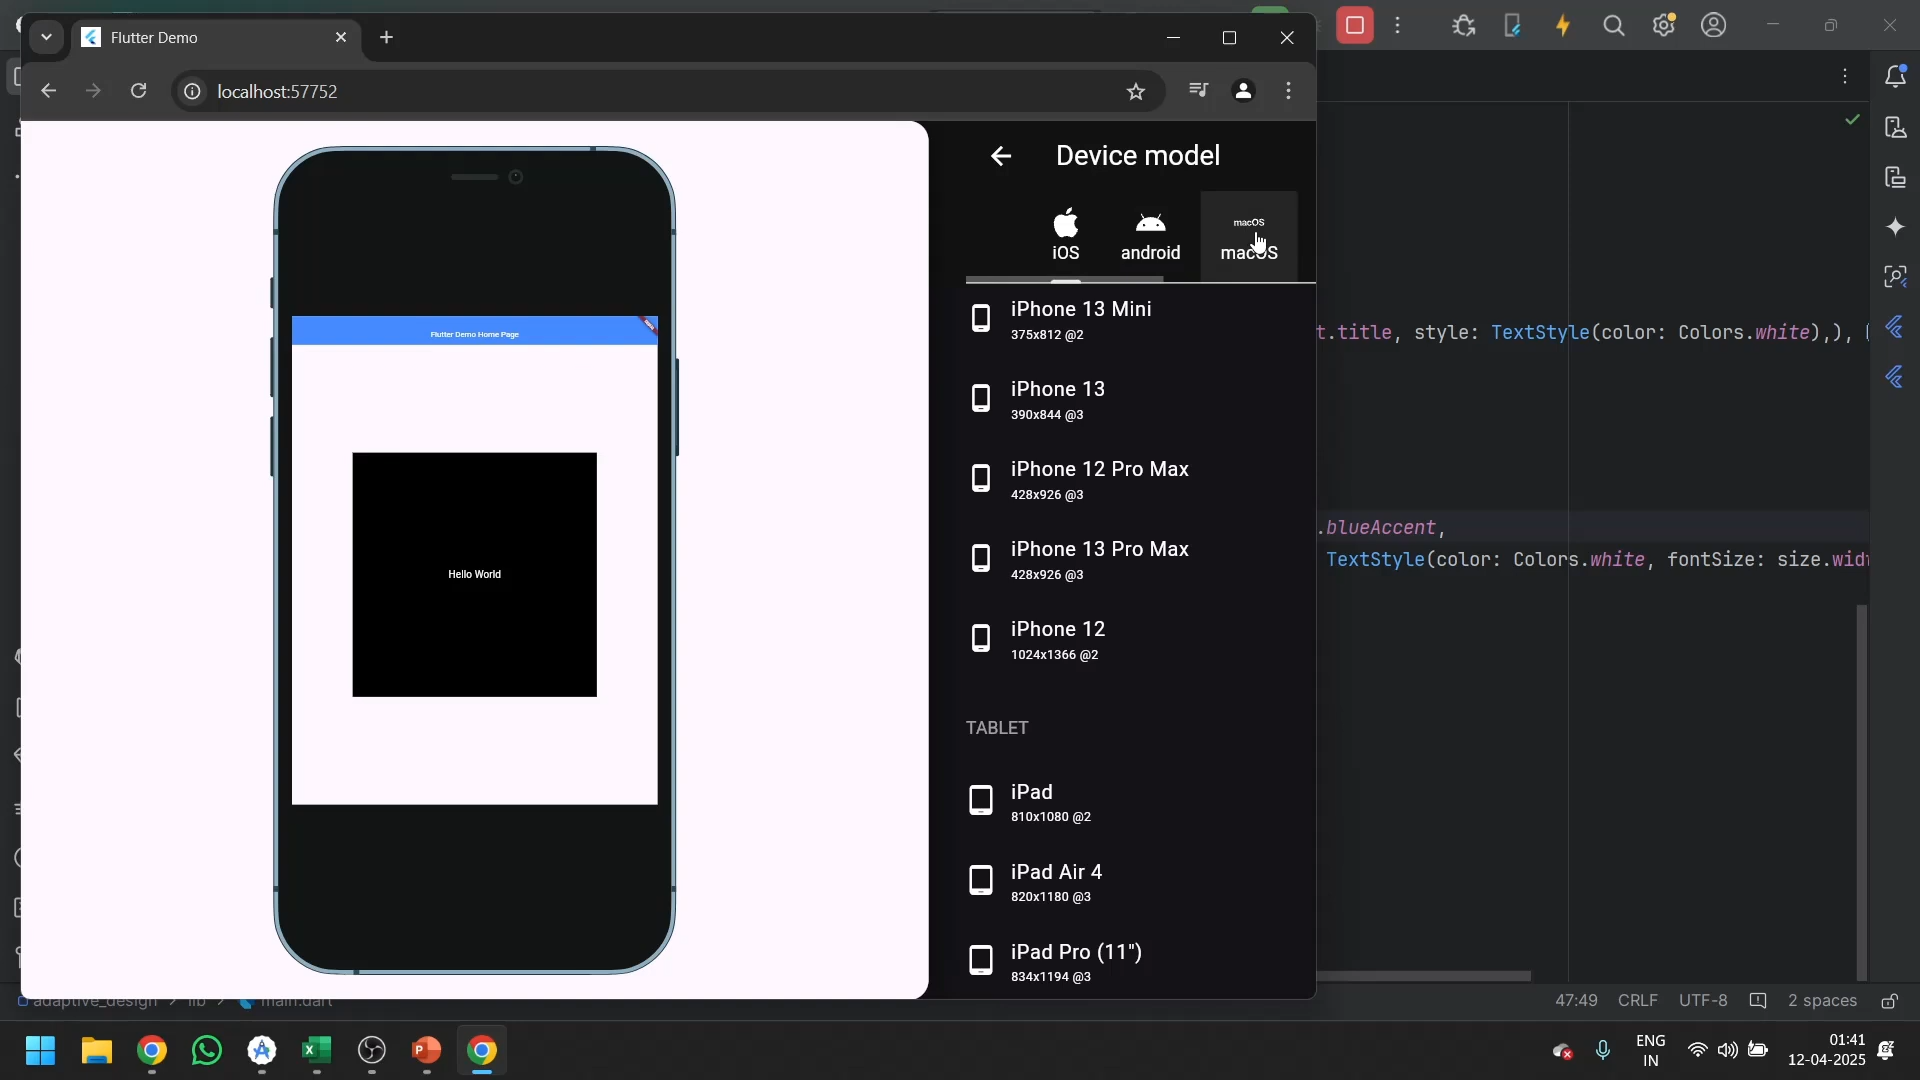 Flutter Demo
localhost:57752
Device model
iOS
android
macOS
macOS
iPhone 13 Mini
375x812 @2
iPhone 13
390x844 @3
iPhone 12 Pro Max
428x926 @3
iPhone 13 Pro Max
428x926 @3
iPhone 12
1024x1366 @2
TABLET
iPad
810x1080 @2
iPad Air 4
820x1180 @3
iPad Pro (11")
834x1194 @3
Flutter Demo Home Page
Hello World
t.title, style: TextStyle(color: Colors.white),),
.blueAccent,
TextStyle(color: Colors.white, fontSize: size.wid
adaptive_design > lib > main.dart
47:49 CRLF UTF-8 2 spaces
ENG
IN
01:41
12-04-2025